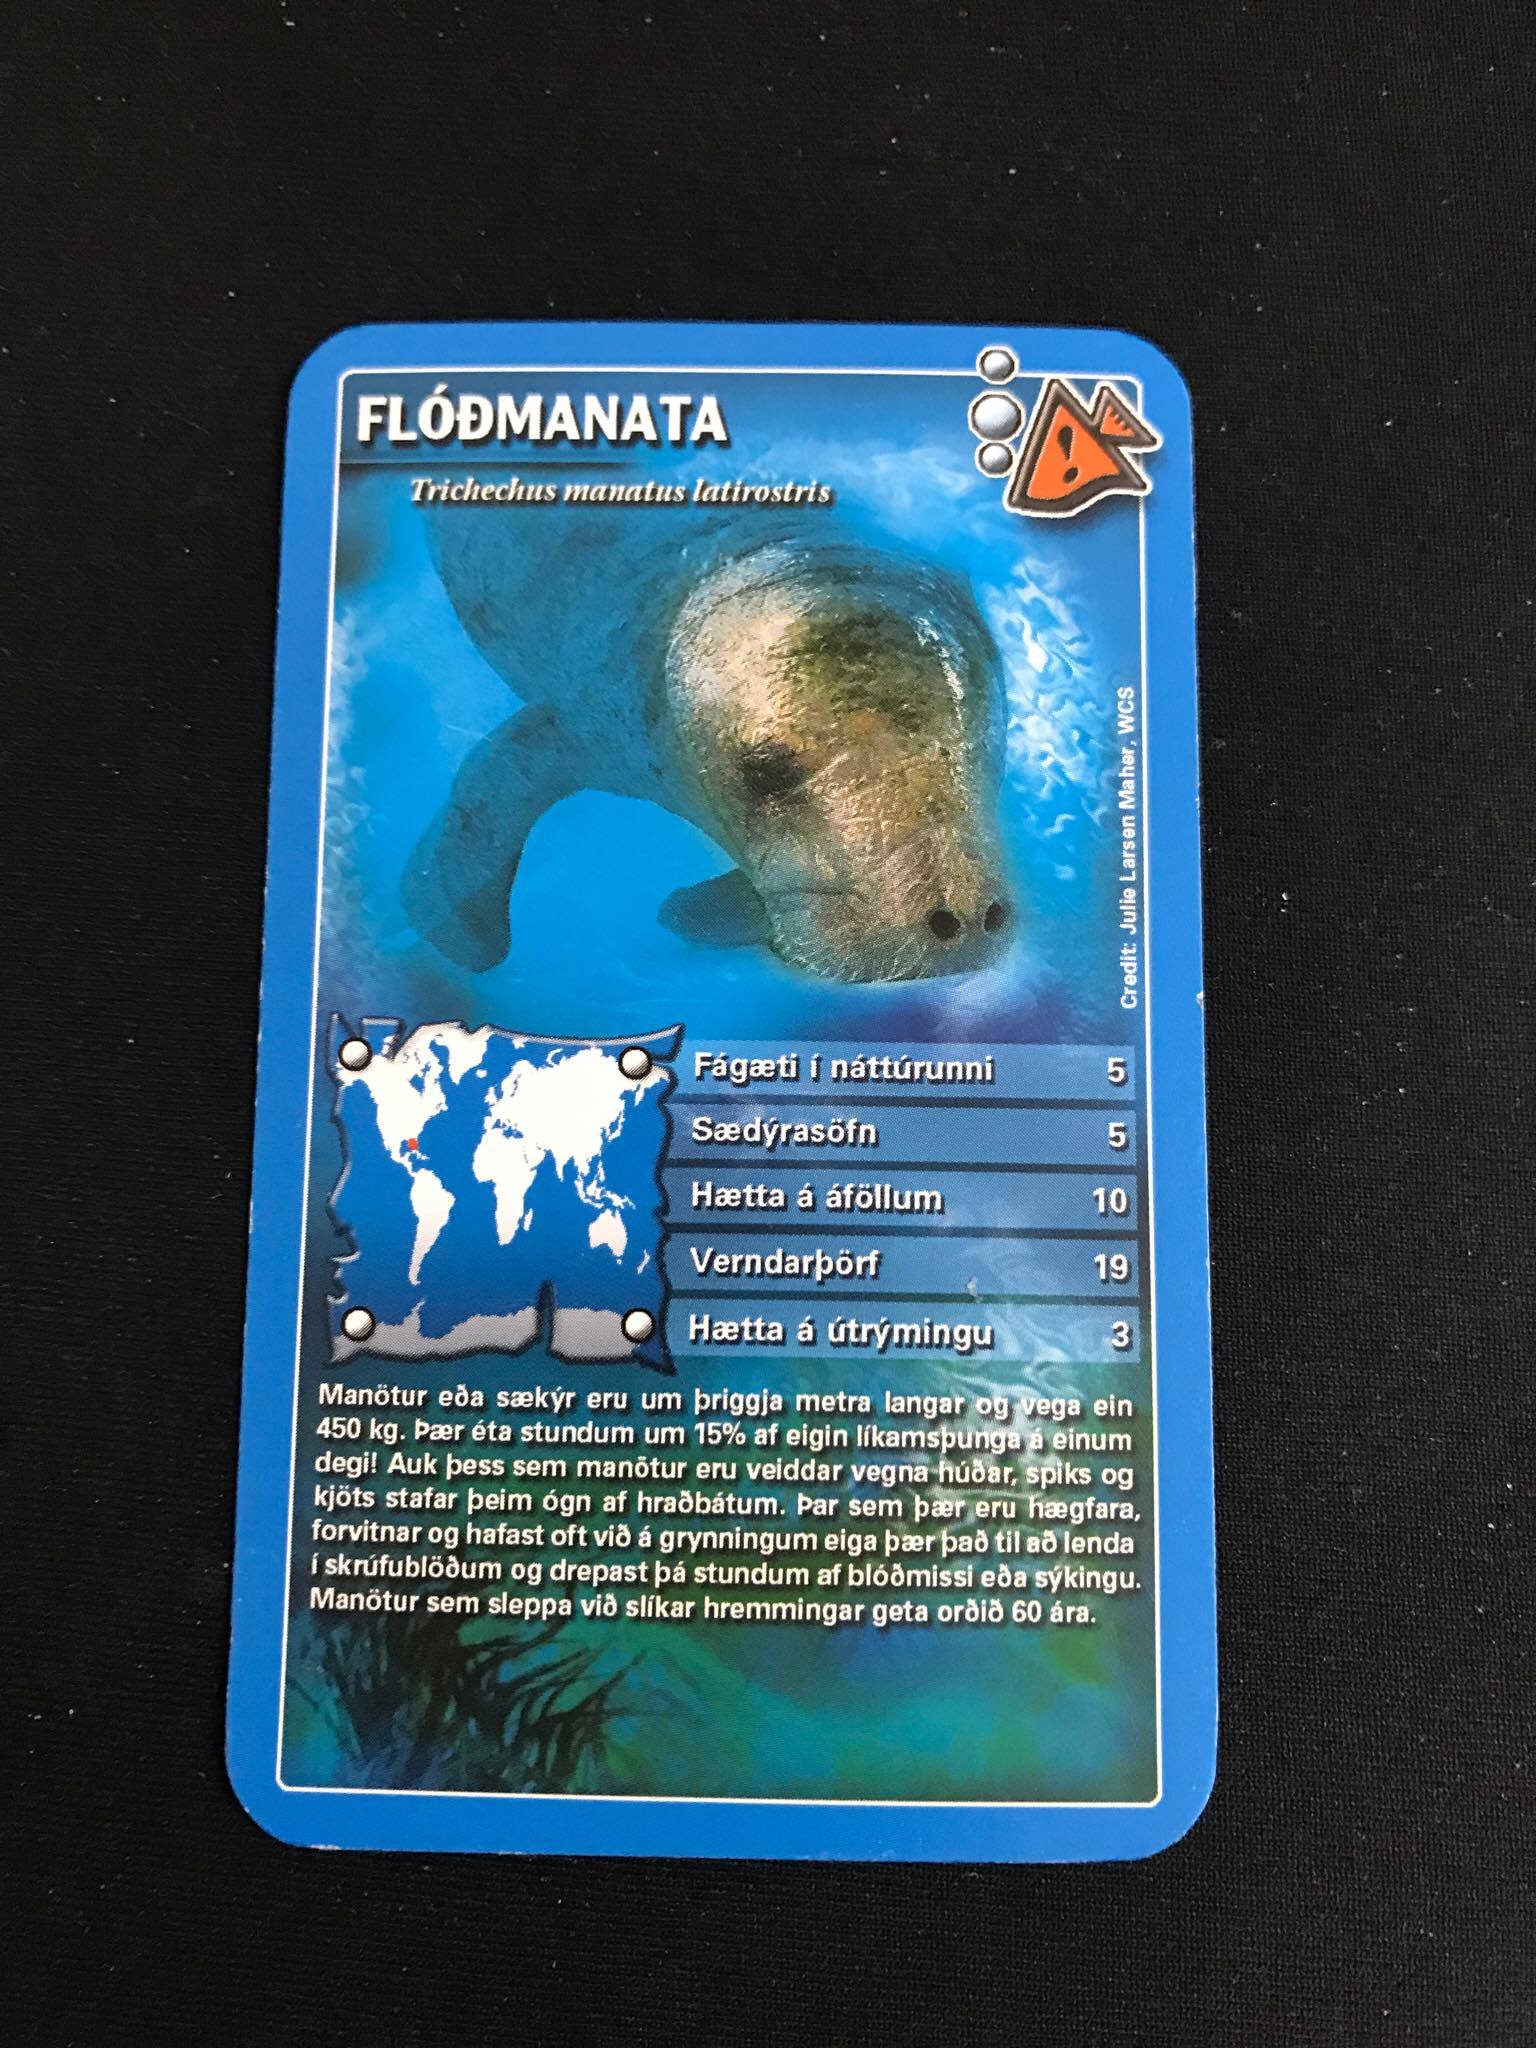 FLÓÐMANATA
Trichechus manatus latirostris
Credit: Julie Larsen Maher, WCS
Fágæti í náttúrunni 5
Sædýrasöfn 5
Hætta á áföllum 10
Verndarþörf 19
Hætta á útrýmingu 3
Manötur eða sækýr eru um þriggja metra langar og vega ein
450 kg. Þær éta stundum um 15% af eigin líkamsþunga á einum
degi! Auk þess sem manötur eru veiddar vegna húðar, spiks og
kjöts stafar þeim ógn af hraðbátum. Þar sem þær eru hægfara,
forvitnar og hafast oft við á grynningum eiga þær það til að lenda
í skrúfublöðum og drepast þá stundum af blóðmissi eða sýkingu.
Manötur sem sleppa við slíkar hremmingar geta orðið 60 ára.